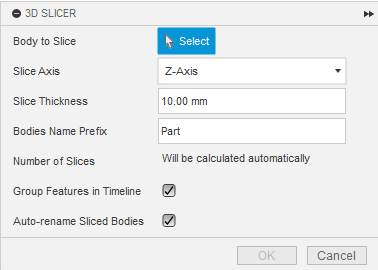 3D SLICER
Body to Slice Select
Slice Axis Z-Axis
Slice Thickness 10.00 mm
Bodies Name Prefix Part
Number of Slices Will be calculated automatically
Group Features in Timeline
Auto-rename Sliced Bodies
OK Cancel